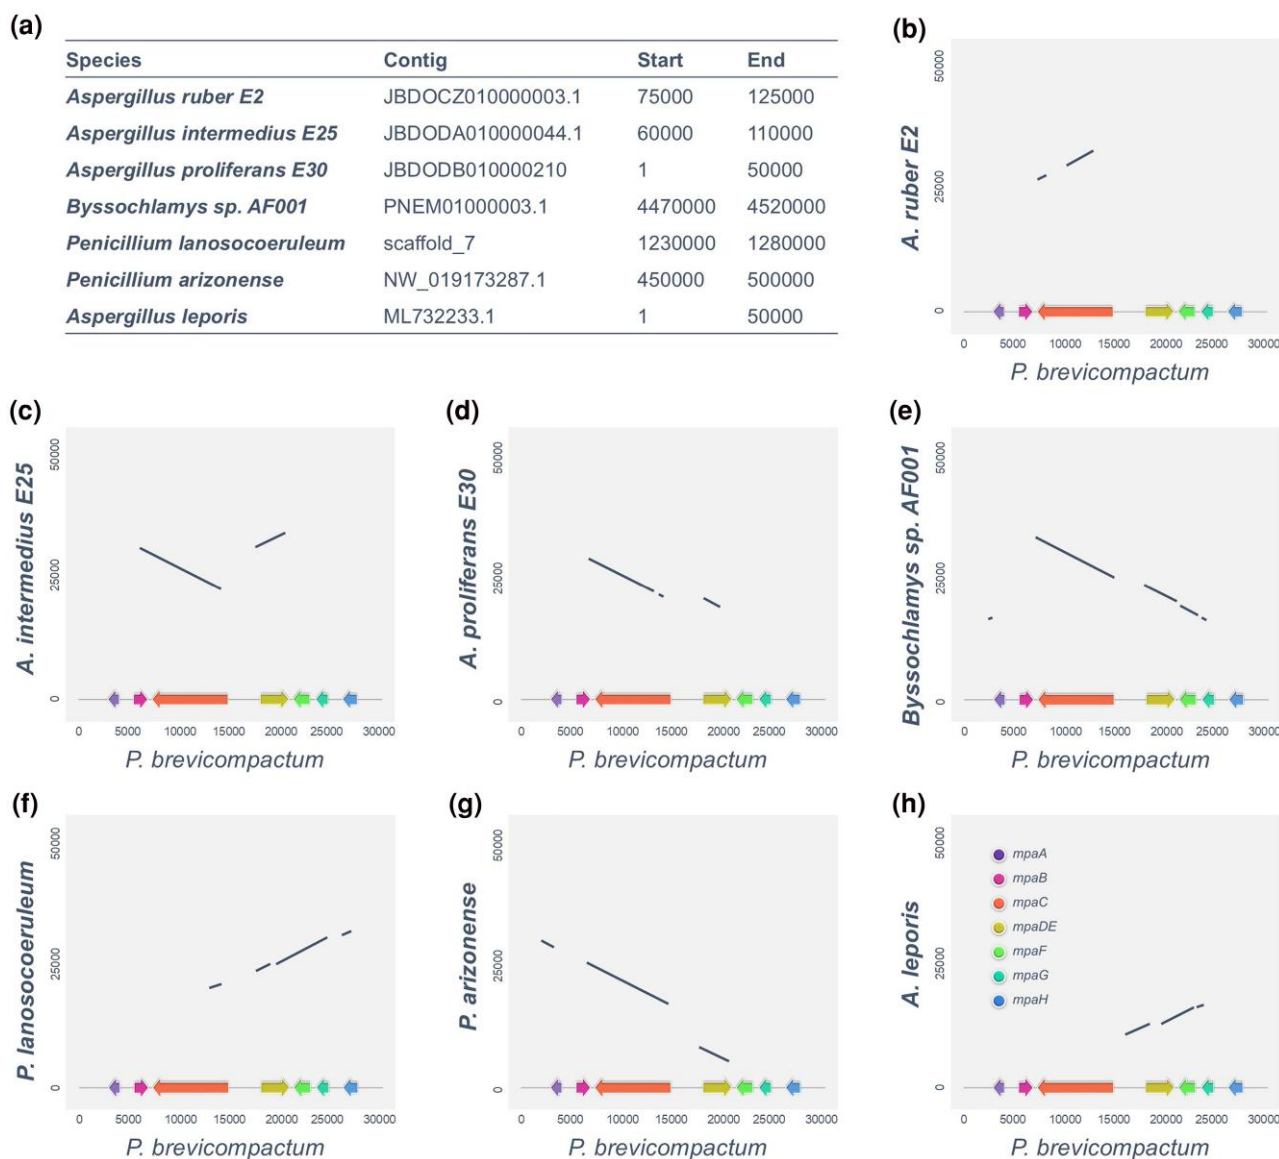 (a)
Species Contig Start End
Aspergillus ruber E2 JBDOCZ010000003.1 75000 125000
Aspergillus intermedius E25 JBDODA010000044.1 60000 110000
Aspergillus proliferans E30 JBDODB010000210 1 50000
Byssochlamys sp. AF001 PNEM01000003.1 4470000 4520000
Penicillium lanosocoeruleum scaffold_7 1230000 1280000
Penicillium arizonense NW_019173287.1 450000 500000
Aspergillus leporis ML732233.1 1 50000
(b)
A. ruber E2
50000
25000
0
0 5000 10000 15000 20000 25000 30000
P. brevicompactum
(c)
A. intermedius E25
50000
25000
0
0 5000 10000 15000 20000 25000 30000
P. brevicompactum
(d)
A. proliferans E30
50000
25000
0
0 5000 10000 15000 20000 25000 30000
P. brevicompactum
(e)
Byssochlamys sp. AF001
50000
25000
0
0 5000 10000 15000 20000 25000 30000
P. brevicompactum
(f)
P. lanosocoeruleum
50000
25000
0
0 5000 10000 15000 20000 25000 30000
P. brevicompactum
(g)
P. arizonense
50000
25000
0
0 5000 10000 15000 20000 25000 30000
P. brevicompactum
(h)
A. leporis
50000
25000
0
mpaA
mpaB
mpaC
mpaDE
mpaF
mpaG
mpaH
0 5000 10000 15000 20000 25000 30000
P. brevicompactum